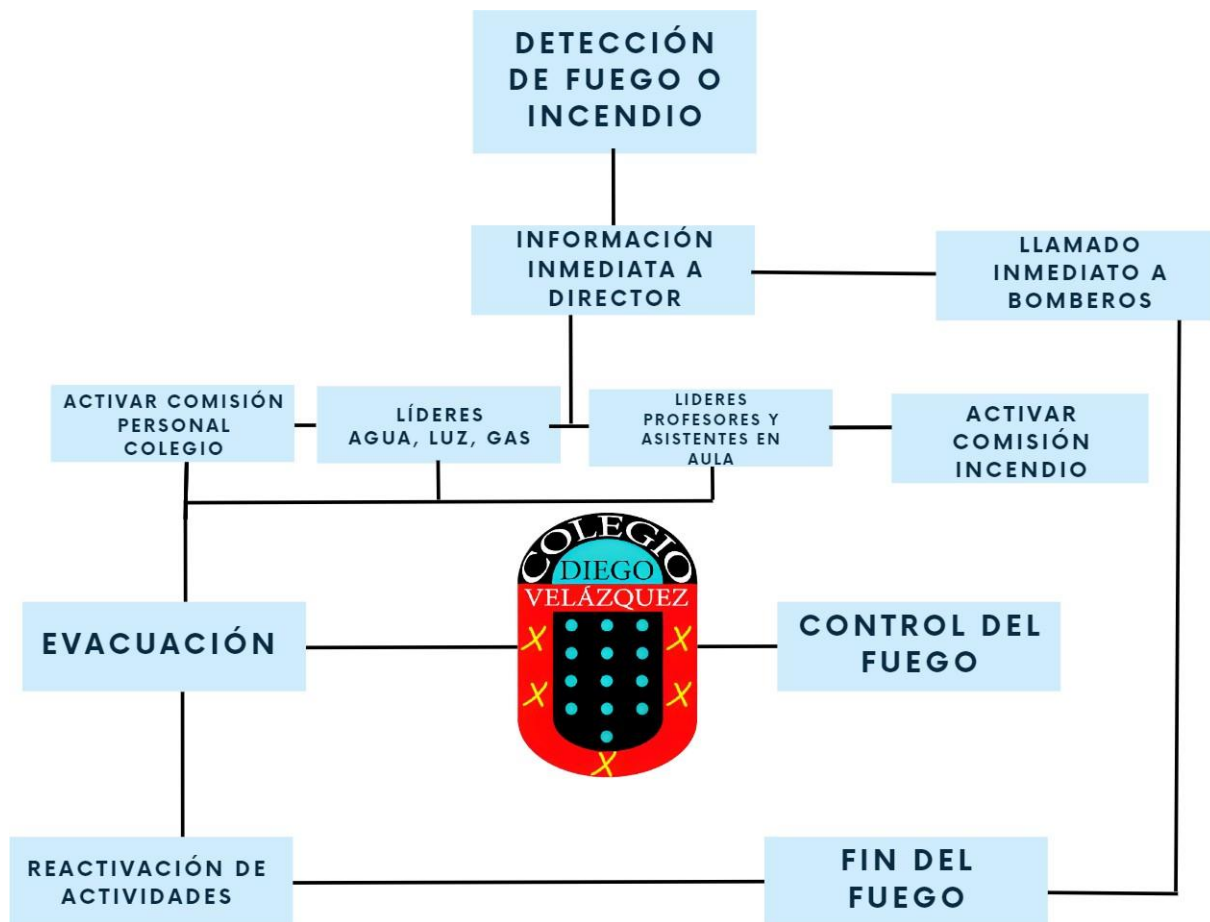 DETECCIÓN
DE FUEGO O
INCENDIO
INFORMACIÓN
INMEDIATA A
DIRECTOR
LLAMADO
INMEDIATO A
BOMBEROS
ACTIVAR COMISIÓN
PERSONAL
COLEGIO
LÍDERES
AGUA, LUZ, GAS
LIDERES
PROFESORES Y
ASISTENTES EN
AULA
ACTIVAR
COMISIÓN
INCENDIO
COLEGIO
DIEGO
VELÁZQUEZ
EVACUACIÓN
CONTROL DEL
FUEGO
REACTIVACIÓN DE
ACTIVIDADES
FIN DEL
FUEGO